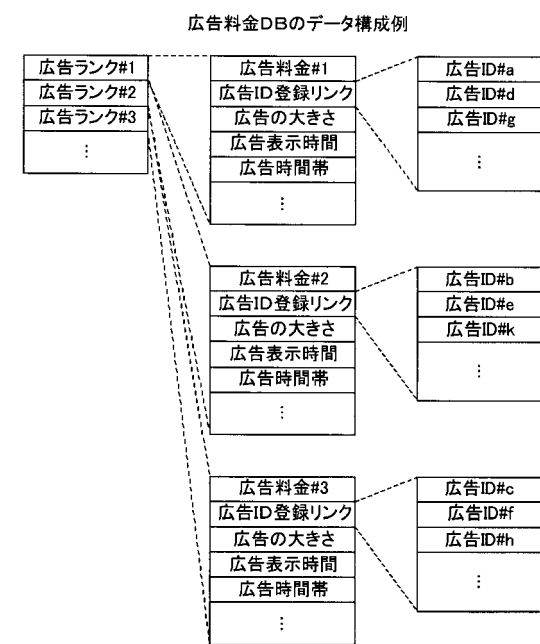 広告料金DBのデータ構成例
広告ランク#1
広告ランク#2
広告ランク#3
⋮
広告料金#1
広告ID登録リンク
広告の大きさ
広告表示時間
広告時間帯
⋮
広告ID#a
広告ID#d
広告ID#g
⋮
広告料金#2
広告ID登録リンク
広告の大きさ
広告表示時間
広告時間帯
⋮
広告ID#b
広告ID#e
広告ID#k
⋮
広告料金#3
広告ID登録リンク
広告の大きさ
広告表示時間
広告時間帯
⋮
広告ID#c
広告ID#f
広告ID#h
⋮